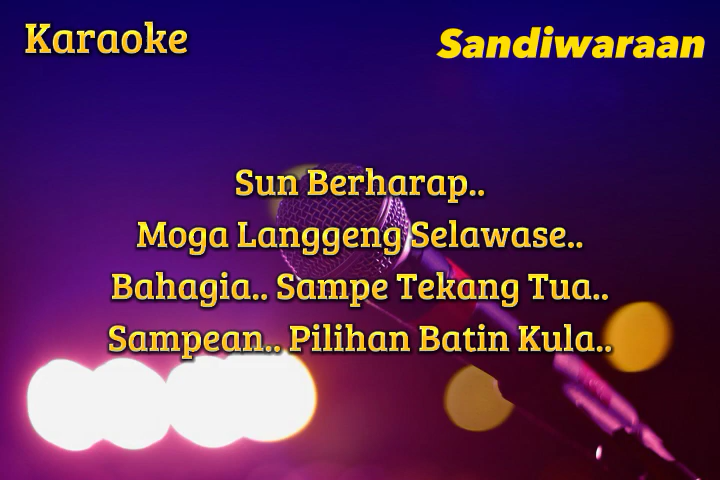 Karaoke
Sandiwaraan
Sun Berharap..
Moga Langgeng Selawase..
Bahagia.. Sampe Tekang Tua..
Sampean.. Pilihan Batin Kula..